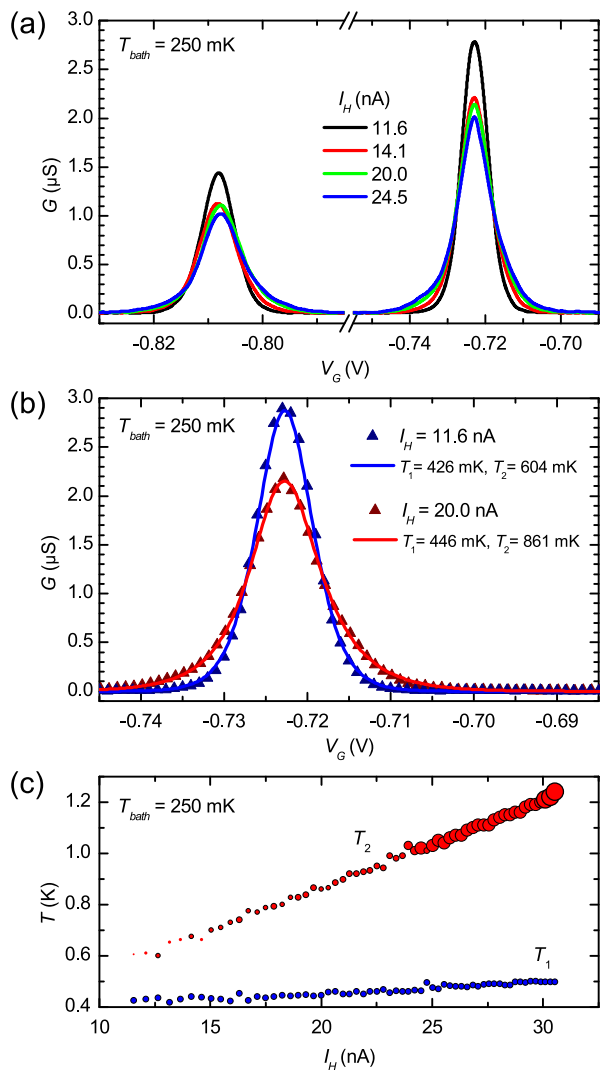 (a)
T_bath = 250 mK
I_H (nA)
11.6
14.1
20.0
24.5
3.0
2.5
2.0
1.5
1.0
0.5
0.0
G (µS)
-0.82 -0.80 -0.74 -0.72 -0.70
V_G (V)
(b)
T_bath = 250 mK
I_H = 11.6 nA
T_1 = 426 mK, T_2 = 604 mK
I_H = 20.0 nA
T_1 = 446 mK, T_2 = 861 mK
3.0
2.5
2.0
1.5
1.0
0.5
0.0
G (µS)
-0.74 -0.73 -0.72 -0.71 -0.70 -0.69
V_G (V)
(c)
T_bath = 250 mK
T_2
T_1
1.2
1.0
0.8
0.6
0.4
T (K)
10 15 20 25 30
I_H (nA)